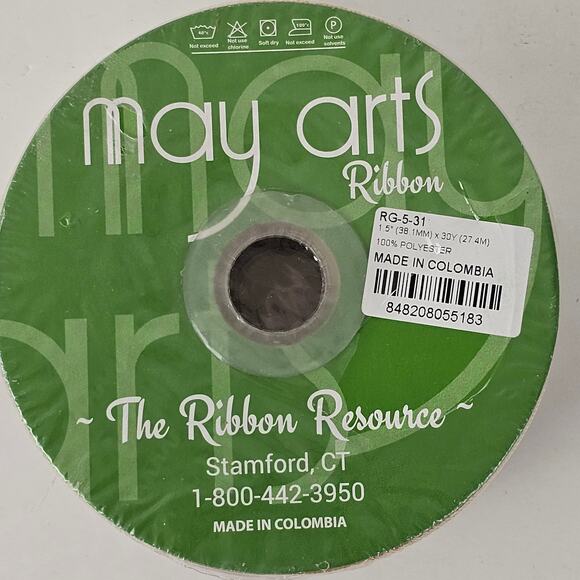 40°c
Not exceed
Not use
chlorine
Soft dry
100°c
Not exceed
P
Not use
solvents
may arts
Ribbon
RG-5-31
1.5" (38.1MM) x 30Y (27.4M)
100% POLYESTER
MADE IN COLOMBIA
848208055183
~ The Ribbon Resource ~
Stamford, CT
1-800-442-3950
MADE IN COLOMBIA